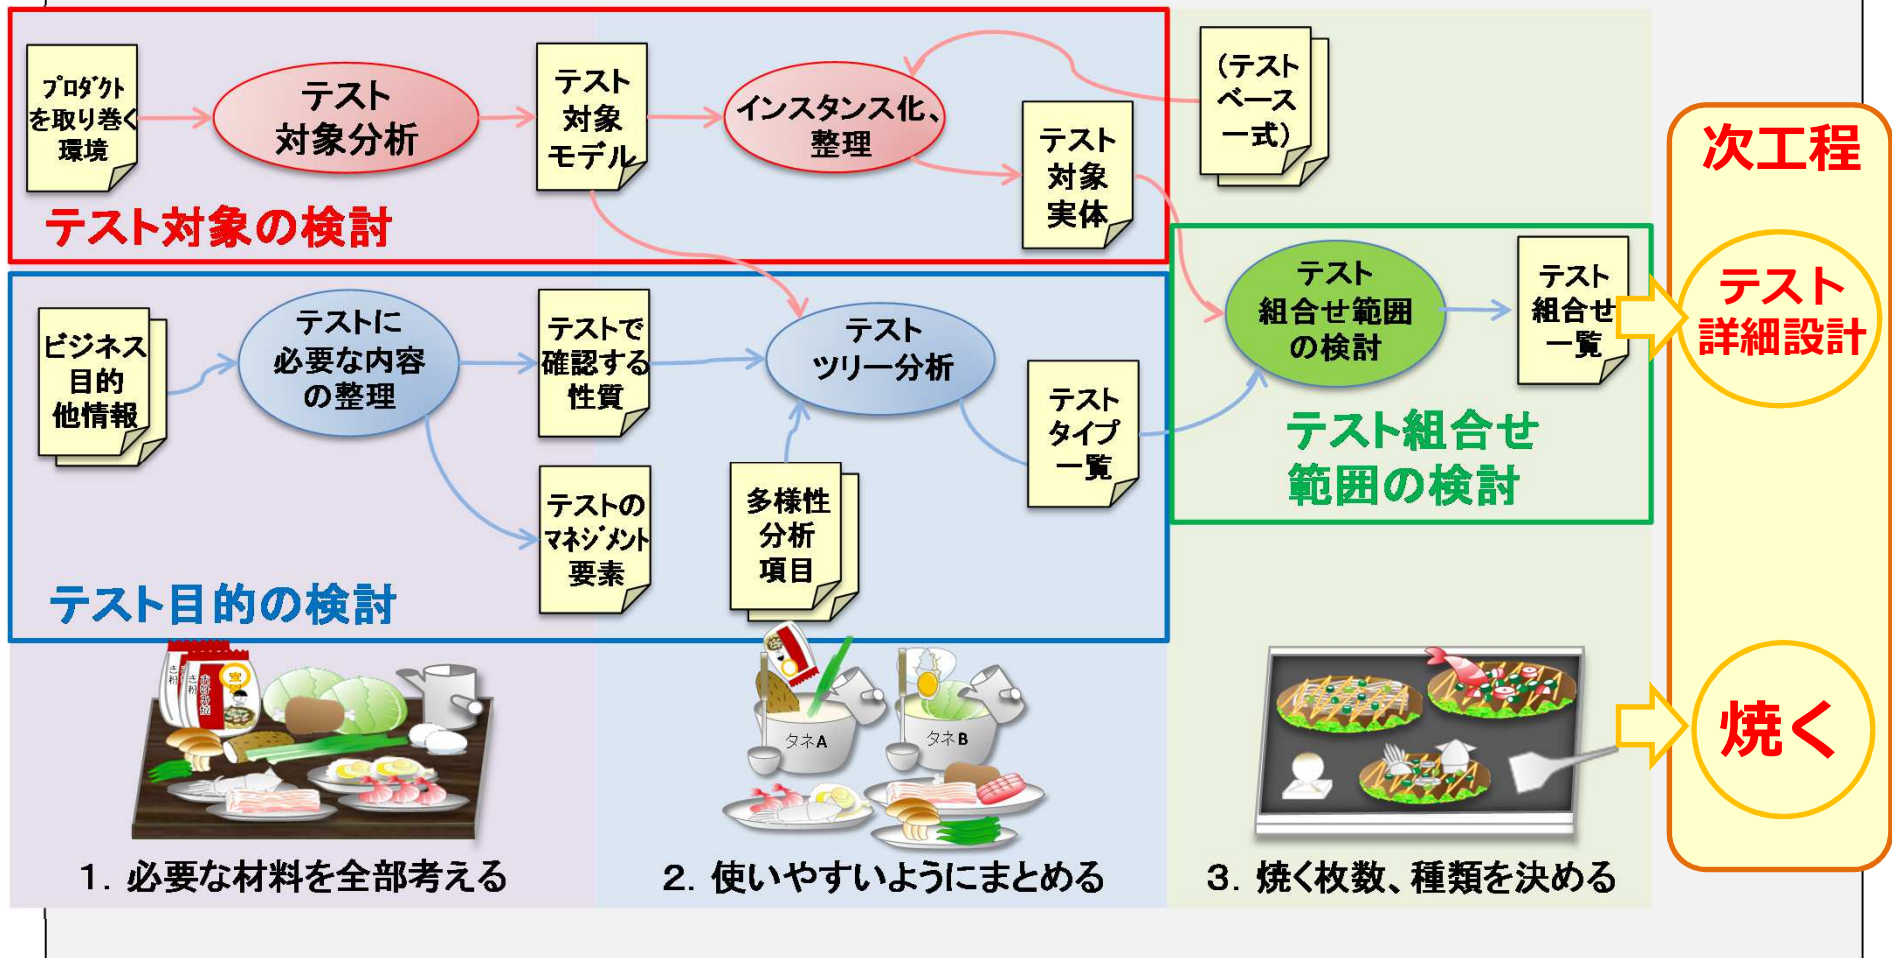 プロダクト
を取り巻く
環境
テスト
対象分析
テスト
対象
モデル
インスタンス化、
整理
テスト
対象
実体
(テスト
ベース
一式)
テスト対象の検討
ビジネス
目的
他情報
テストに
必要な内容
の整理
テストで
確認する
性質
テストの
マネジメント
要素
テスト
ツリー分析
多様性
分析
項目
テスト
タイプ
一覧
テスト目的の検討
テスト
組合せ範囲
の検討
テスト
組合せ
一覧
テスト組合せ
範囲の検討
次工程
テスト
詳細設計
焼く
タネA
タネB
1. 必要な材料を全部考える
2. 使いやすいようにまとめる
3. 焼く枚数、種類を決める